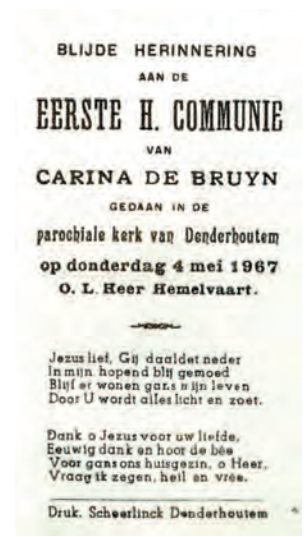 BLIJDE HERINNERING
AAN DE
EERSTE H. COMMUNIE
VAN
CARINA DE BRUYN
GEDAAN IN DE
parochiale kerk van Denderhoutem
op donderdag 4 mei 1967
O. L. Heer Hemelvaart.
Jezus lief, Gij daaldet neder
In mijn hopend blij gemoed
Blijf er wonen gans mijn leven
Door U wordt alles licht en zoet.
Dank o Jezus voor uw liefde,
Eeuwig dank en hoor de bêe
Voor gans ons huisgezin, o Heer,
Vraag ik zegen, heil en vrêe.
Druk. Scheerlinck Denderhoutem